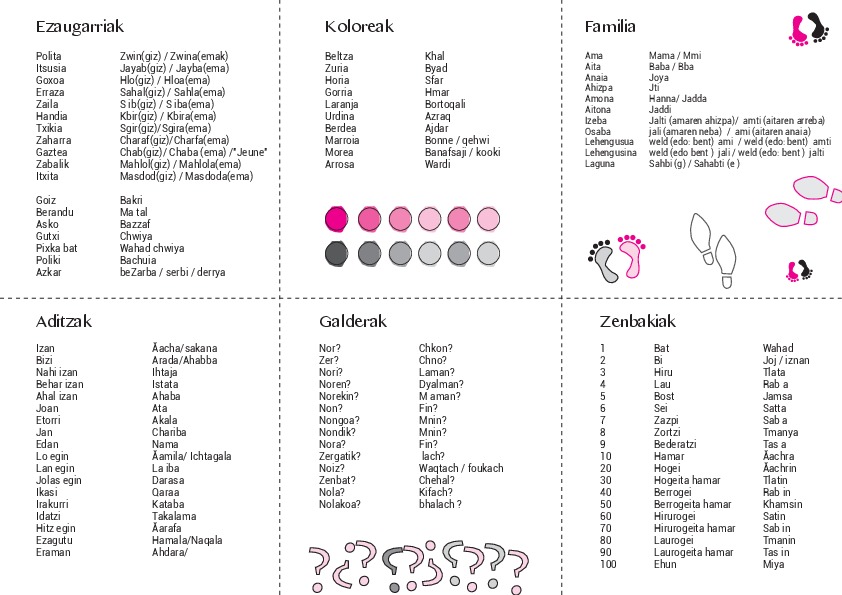 Ezaugarriak
Polita Zwin(giz) / Zwina(emak)
Itsusia Jayab(giz) / Jayba(ema)
Goxoa Hlo(giz) / Hloa(ema)
Erraza Sahal(giz) / Sahla(ema)
Zaila S ib(giz) / S iba(ema)
Handia Kbir(giz) / Kbira(ema)
Txikia Sgir(giz)/Sgira(ema)
Zaharra Charaf(giz)/Charfa(ema)
Gaztea Chab(giz)/ Chaba (ema) /"Jeune"
Zabalik Mahlol(giz) / Mahlola(ema)
Itxita Masdod(giz) / Masdoda(ema)
Goiz Bakri
Berandu Ma tal
Asko Bazzaf
Gutxi Chwiya
Pixka bat Wahad chwiya
Poliki Bachuia
Azkar beZarba / serbi / derrya
Koloreak
Beltza Khal
Zuria Byad
Horia Sfar
Gorria Hmar
Laranja Bortoqali
Urdina Azraq
Berdea Ajdar
Marroia Bonne / qehwi
Morea Banafsaji / kooki
Arrosa Wardi
Familia
Ama Mama / Mmi
Aita Baba / Bba
Anaia Joya
Ahizpa Jti
Amona Hanna/ Jadda
Aitona Jaddi
Izeba Jalti (amaren ahizpa)/ amti (aitaren arreba)
Osaba jali (amaren neba) / ami (aitaren anaia)
Lehengusua weld (edo: bent) ami / weld (edo: bent) amti
Lehengusina weld (edo bent ) jali / weld (edo: bent ) jalti
Laguna Sahbi (g) / Sahabti (e )
Aditzak
Izan Ãacha/sakana
Bizi Arada/Ahabba
Nahi izan Ihtaja
Behar izan Istata
Ahal izan Ahaba
Joan Ata
Etorri Akala
Jan Chariba
Edan Nama
Lo egin Ãamila/ Ichtagala
Lan egin La iba
Jolas egin Darasa
Ikasi Qaraa
Irakurri Kataba
Idatzi Takalama
Hitz egin Ãarafa
Ezagutu Hamala/Naqala
Eraman Ahdara/
Galderak
Nor? Chkon?
Zer? Chno?
Nori? Laman?
Noren? Dyalman?
Norekin? M aman?
Non? Fin?
Nongoa? Mnin?
Nondik? Mnin?
Nora? Fin?
Zergatik? lach?
Noiz? Waqtach / foukach
Zenbat? Chehal?
Nola? Kifach?
Nolakoa? bhalach ?
Zenbakiak
1 Bat Wahad
2 Bi Joj / iznan
3 Hiru Tlata
4 Lau Rab a
5 Bost Jamsa
6 Sei Satta
7 Zazpi Sab a
8 Zortzi Tmanya
9 Bederatzi Tas a
10 Hamar Ãachra
20 Hogei Ãachrin
30 Hogeita hamar Tlatin
40 Berrogei Rab in
50 Berrogeita hamar Khamsin
60 Hirurogei Satin
70 Hirurogeita hamar Sab in
80 Laurogei Tmanin
90 Laurogeita hamar Tas in
100 Ehun Miya